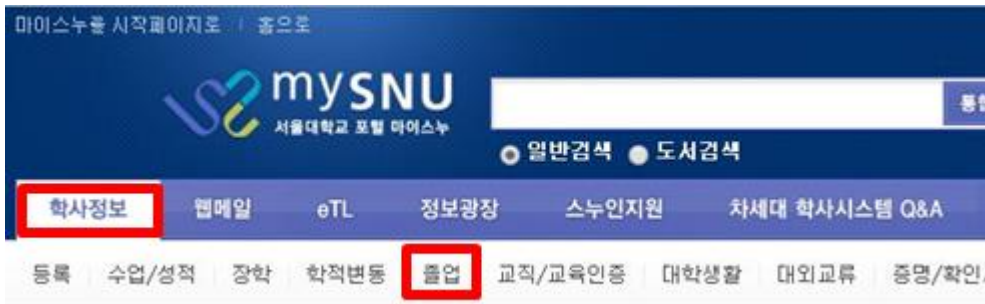 마이스누를 시작페이지로 | 홈으로
mySNU
서울대학교 포털 마이스누
일반검색 도서검색
학사정보 웹메일 eTL 정보광장 스누인지원 차세대 학사시스템 Q&A
등록 수업/성적 장학 학적변동 졸업 교직/교육인증 대학생활 대외교류 증명/확인